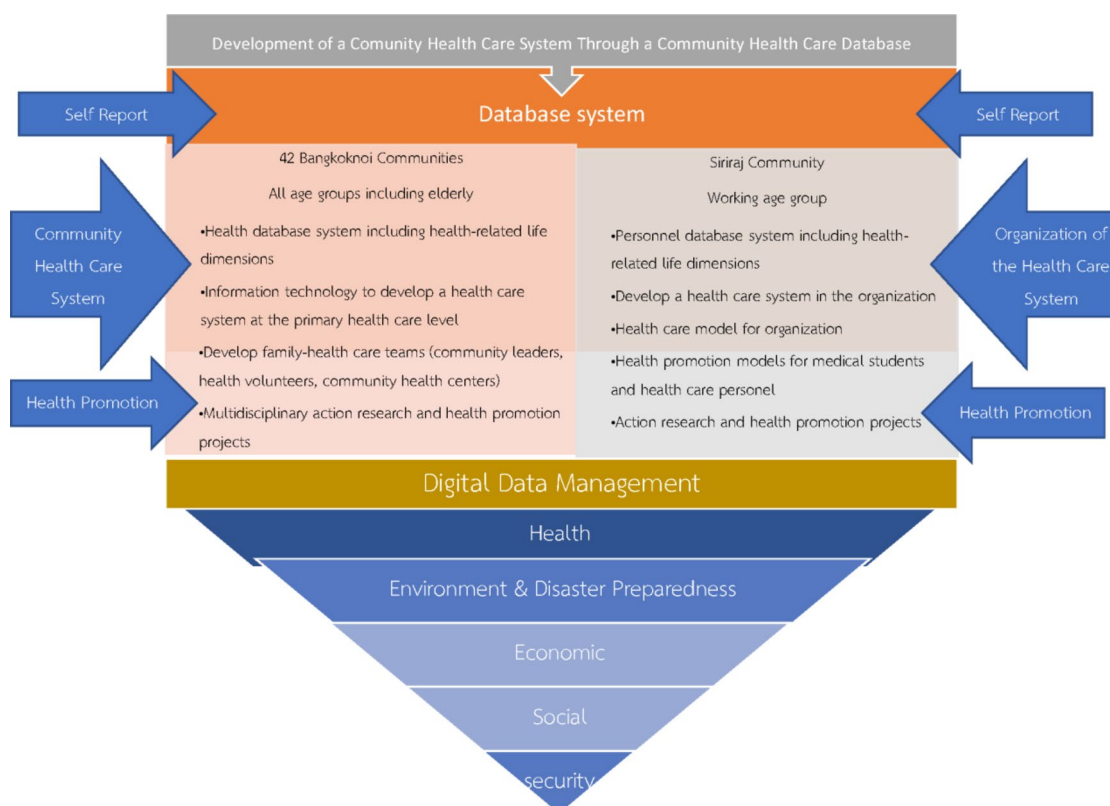 Development of a Comunity Health Care System Through a Community Health Care Database
Self Report
Database system
Self Report
Community
Health Care
System
42 Bangkoknoi Communities
All age groups including elderly
•Health database system including health-related life
dimensions
•Information technology to develop a health care
system at the primary health care level
•Develop family-health care teams (community leaders,
health volunteers, community health centers)
•Multidisciplinary action research and health promotion
projects
Siriraj Community
Working age group
•Personnel database system including health-
related life dimensions
•Develop a health care system in the organization
•Health care model for organization
•Health promotion models for medical students
and health care personel
•Action research and health promotion projects
Organization of
the Health Care
System
Health Promotion
Health Promotion
Digital Data Management
Health
Environment & Disaster Preparedness
Economic
Social
security